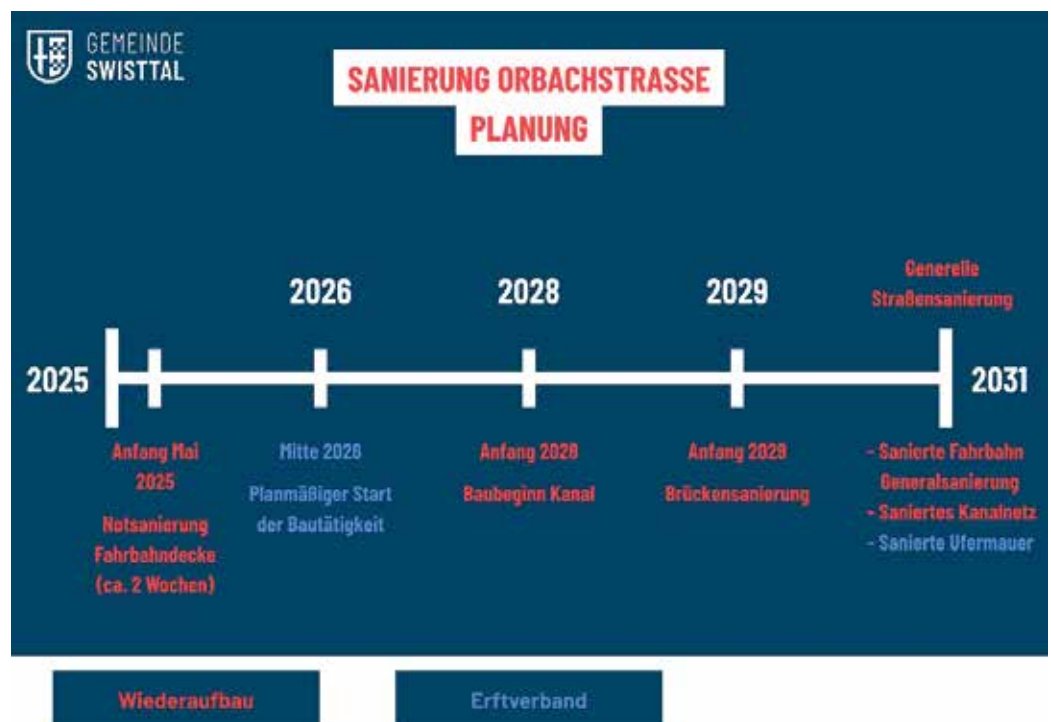 GEMEINDE
SWISTTAL
SANIERUNG ORBACHSTRASSE
PLANUNG
2025
2026
2028
2029
Generelle
Straßensanierung
2031
Anfang Mai
2025
Notsanierung
Fahrbahndecke
(ca. 2 Wochen)
Mitte 2026
Planmäßiger Start
der Bautätigkeit
Anfang 2028
Baubeginn Kanal
Anfang 2029
Brückensanierung
- Sanierte Fahrbahn
Generalsanierung
- Saniertes Kanalnetz
- Sanierte Ufermauer
Wiederaufbau
Erftverband